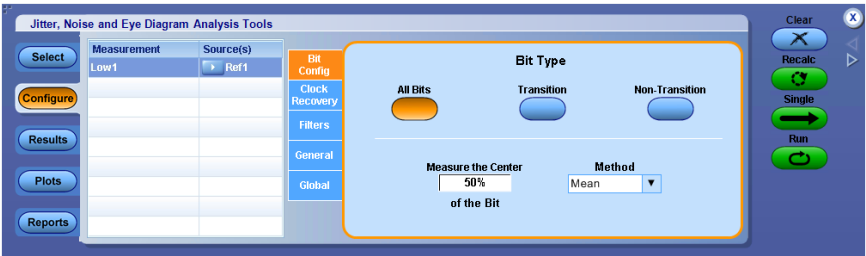 Jitter, Noise and Eye Diagram Analysis Tools
Clear
X
Select
Measurement Source(s)
Low1 Ref1
Bit Config
Bit Type
Recalc
Configure
Clock Recovery
All Bits Transition Non-Transition
Single
Filters
Results
General
Run
Measure the Center Method
Plots
Global
50% Mean
of the Bit
Reports